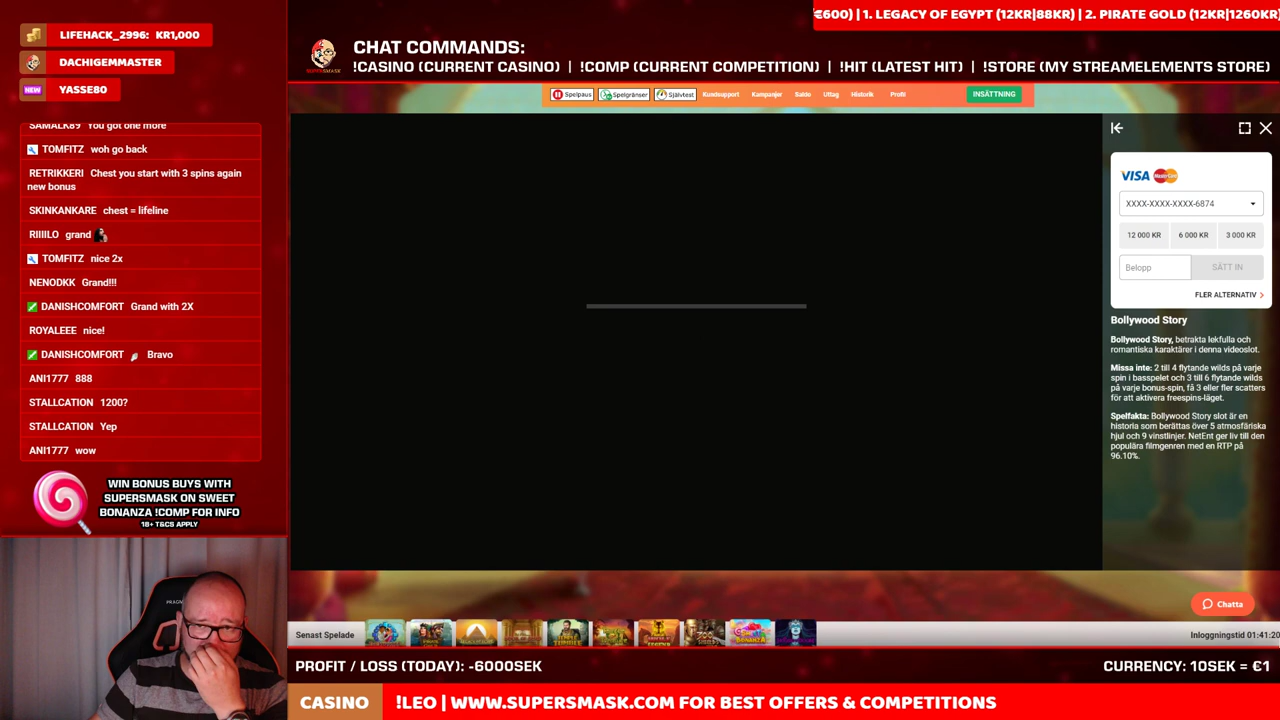 LIFEHACK_2996: KR1,000
DACHIGEMMASTER
NEW YASSE80
€600) | 1. LEGACY OF EGYPT (12KR|88KR) | 2. PIRATE GOLD (12KR|1260KR)
CHAT COMMANDS:
!CASINO (CURRENT CASINO) | !COMP (CURRENT COMPETITION) | !HIT (LATEST HIT) | !STORE (MY STREAMELEMENTS STORE)
Spelpaus Spelgränser Självtest Kundsupport Kampanjer Saldo Uttag Historik Profil INSÄTTNING
SAMALK89 You got one more
TOMFITZ woh go back
RETRIKKERI Chest you start with 3 spins again
new bonus
SKINKANKARE chest = lifeline
RIIIILO grand
TOMFITZ nice 2x
NENODKK Grand!!!
DANISHCOMFORT Grand with 2X
ROYALEEE nice!
DANISHCOMFORT Bravo
ANI1777 888
STALLCATION 1200?
STALLCATION Yep
ANI1777 wow
WIN BONUS BUYS WITH
SUPERSMASK ON SWEET
BONANZA !COMP FOR INFO
18+ T&CS APPLY
VISA MasterCard
XXXX-XXXX-XXXX-6874
12 000 KR 6 000 KR 3 000 KR
Belopp SÄTT IN
FLER ALTERNATIV
Bollywood Story
Bollywood Story, betrakta lekfulla och
romantiska karaktärer i denna videoslot.
Missa inte: 2 till 4 flytande wilds på varje
spin i basspelet och 3 till 6 flytande wilds
på varje bonus-spin, få 3 eller fler scatters
för att aktivera freespins-läget.
Spelfakta: Bollywood Story slot är en
historia som berättas över 5 atmosfäriska
hjul och 9 vinstlinjer. NetEnt ger liv till den
populära filmgenren med en RTP på
96.10%.
Chatta
Senast Spelade
Inloggningstid 01:41:20
PROFIT / LOSS (TODAY): -6000SEK
CURRENCY: 10SEK = €1
CASINO !LEO | WWW.SUPERSMASK.COM FOR BEST OFFERS & COMPETITIONS